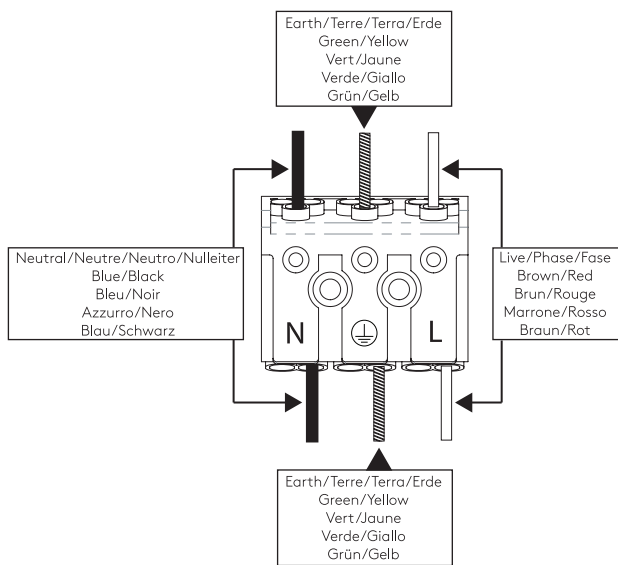 Earth/Terre/Terra/Erde
Green/Yellow
Vert/Jaune
Verde/Giallo
Grün/Gelb
Neutral/Neutre/Neutro/Nulleiter
Blue/Black
Bleu/Noir
Azzurro/Nero
Blau/Schwarz
Live/Phase/Fase
Brown/Red
Brun/Rouge
Marrone/Rosso
Braun/Rot
N
L
Earth/Terre/Terra/Erde
Green/Yellow
Vert/Jaune
Verde/Giallo
Grün/Gelb